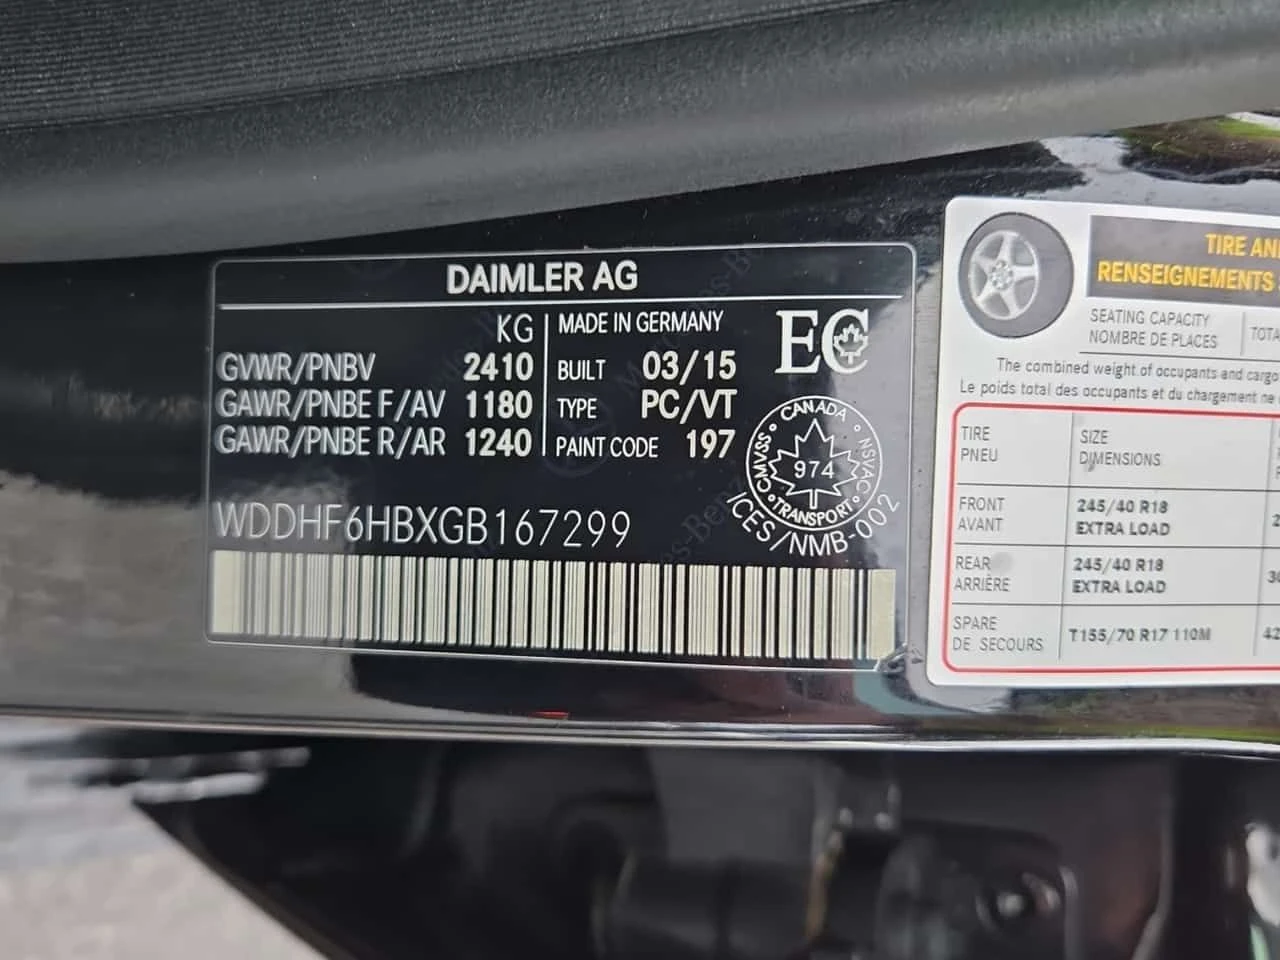 DAIMLER AG
KG
GVWR/PNBV 2410
GAWR/PNBE F/AV 1180
GAWR/PNBE R/AR 1240
MADE IN GERMANY
BUILT 03/15
TYPE PC/VT
PAINT CODE 197
EC
CANADA
CMVSS
NSVAC
974
TRANSPORT
ICES/NMB-002
WDDHF6HBXGB167299
TIRE
RENSEIGNEMENTS
SEATING CAPACITY
NOMBRE DE PLACES
The combined weight of occupants and cargo
Le poids total des occupants et du chargement ne
TIRE
PNEU
SIZE
DIMENSIONS
FRONT
AVANT
245/40 R18
EXTRA LOAD
REAR
ARRIÈRE
245/40 R18
EXTRA LOAD
SPARE
DE SECOURS
T155/70 R17 110M